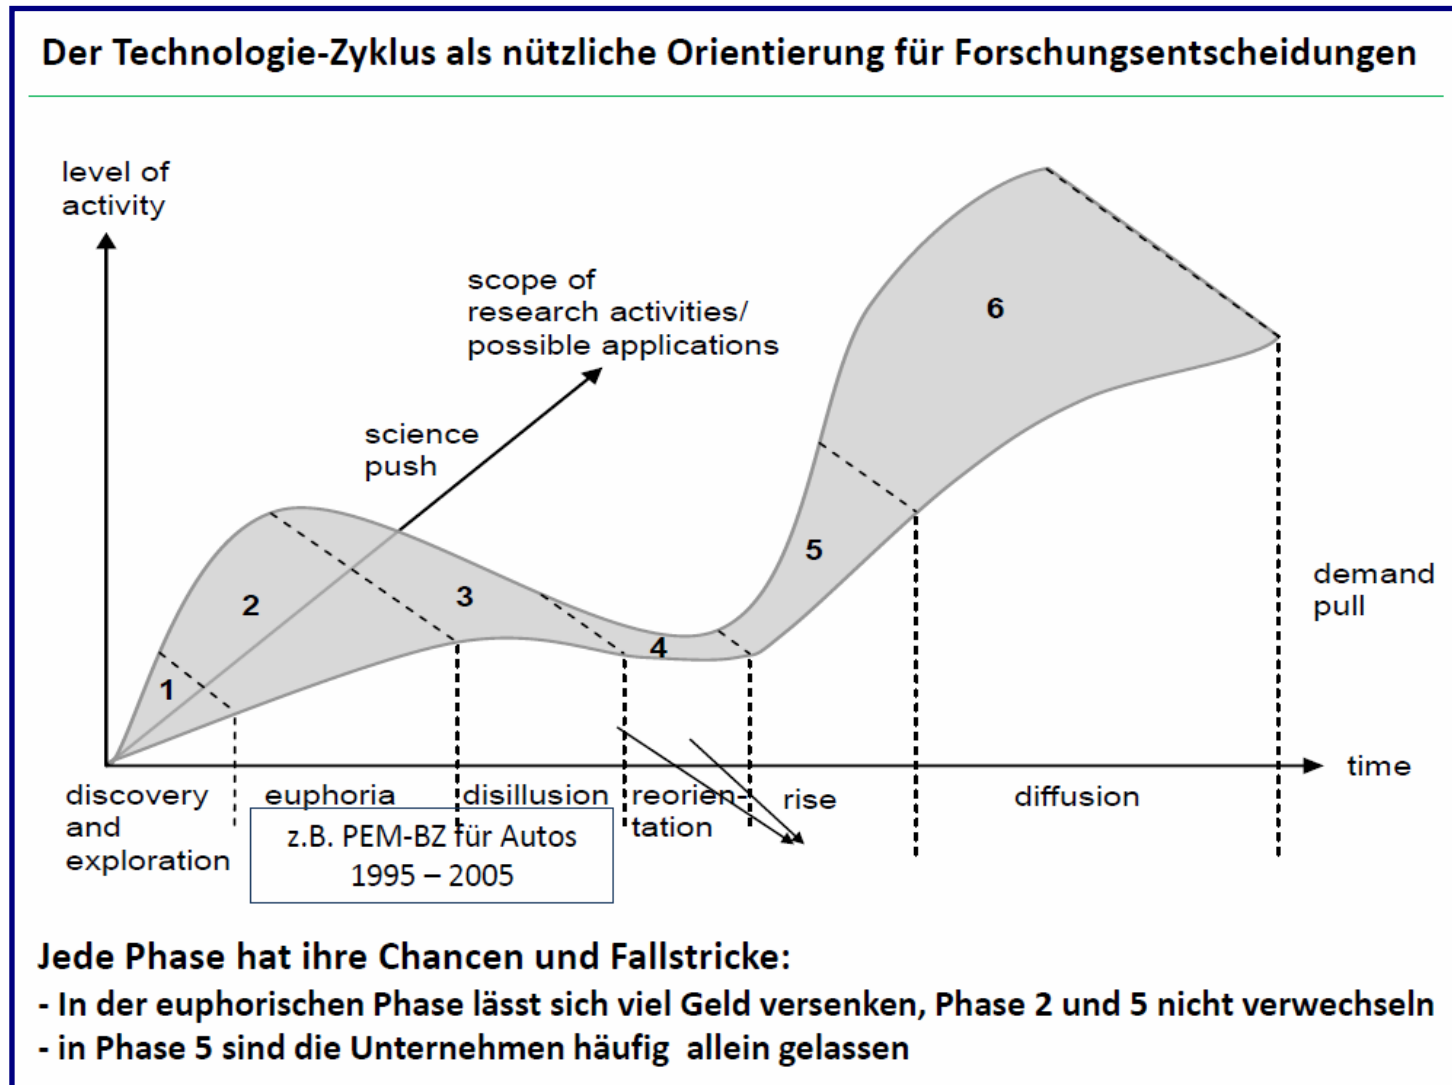 Der Technologie-Zyklus als nützliche Orientierung für Forschungsentscheidungen
level of
activity
scope of
research activities/
possible applications
science
push
6
5
demand
pull
2
3
4
1
time
discovery
and
exploration
euphoria
disillusion
reorien-
tation
rise
diffusion
z.B. PEM-BZ für Autos
1995 – 2005
Jede Phase hat ihre Chancen und Fallstricke:
- In der euphorischen Phase lässt sich viel Geld versenken, Phase 2 und 5 nicht verwechseln
- in Phase 5 sind die Unternehmen häufig allein gelassen